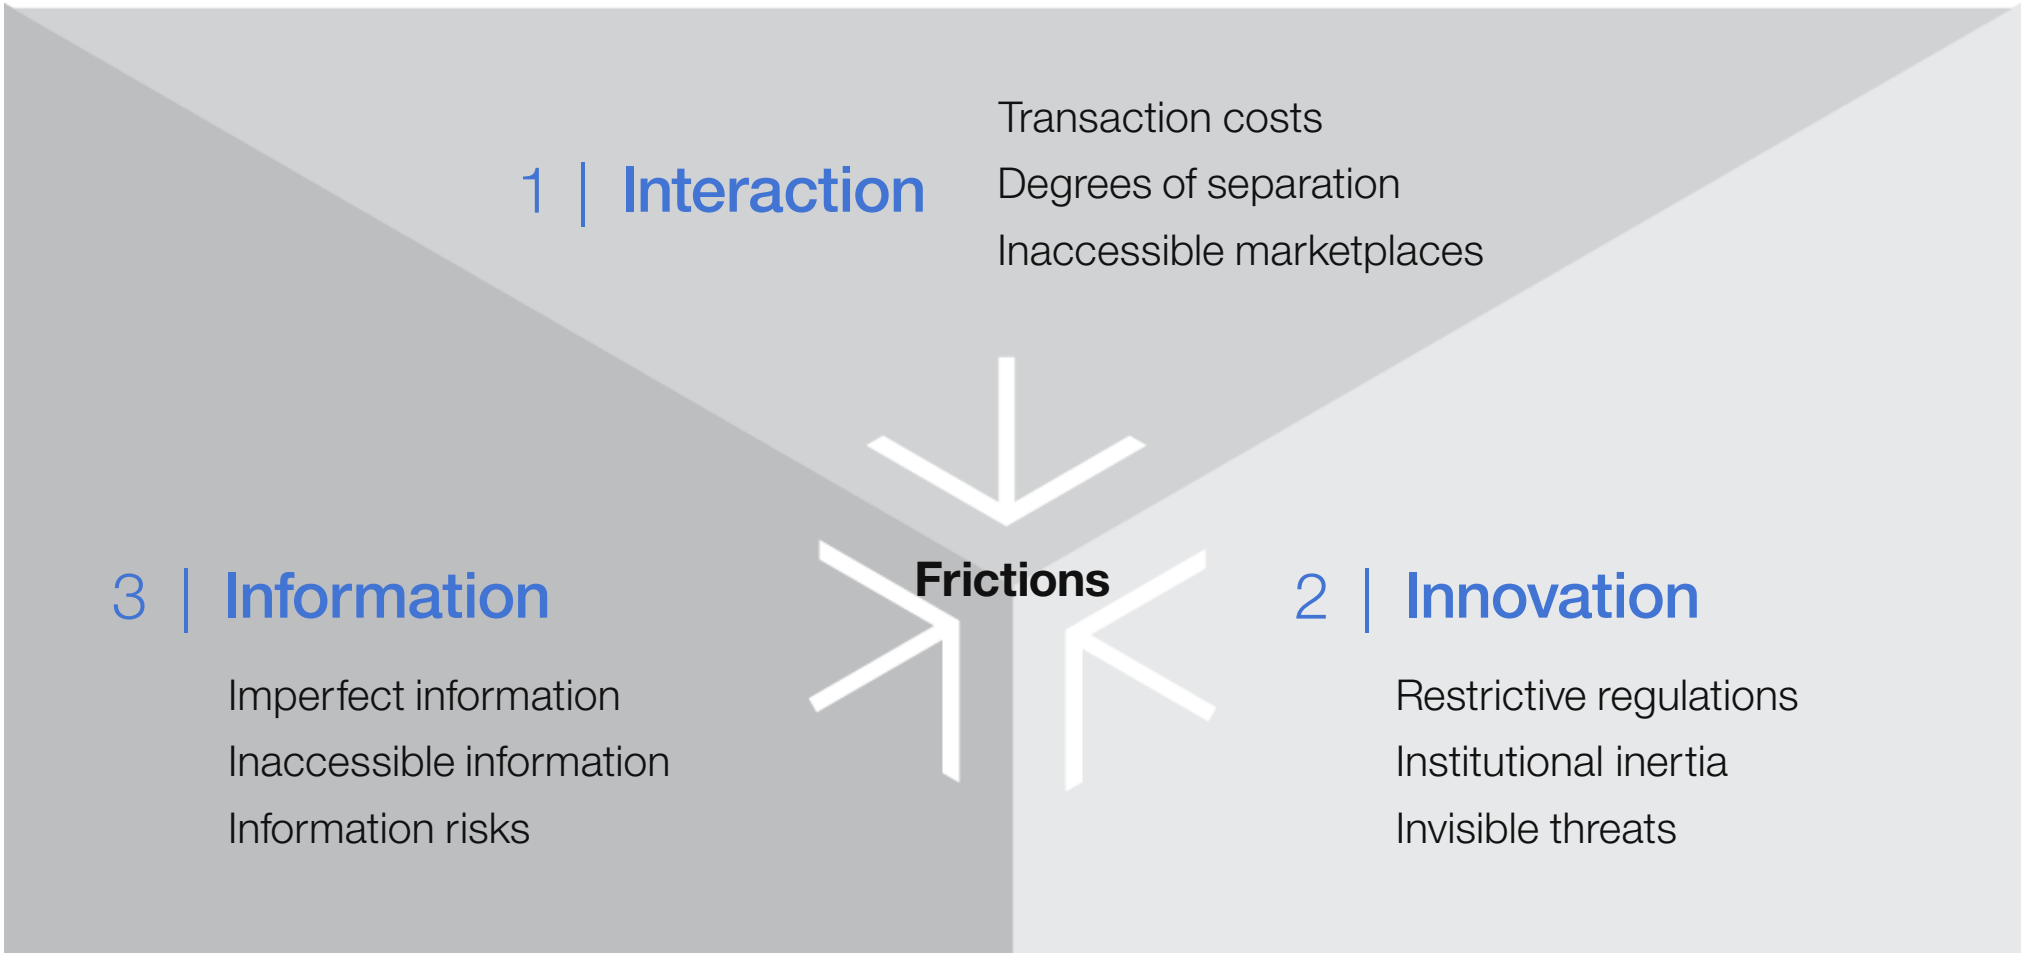 1 | Interaction
Transaction costs
Degrees of separation
Inaccessible marketplaces
Frictions
2 | Innovation
Restrictive regulations
Institutional inertia
Invisible threats
3 | Information
Imperfect information
Inaccessible information
Information risks